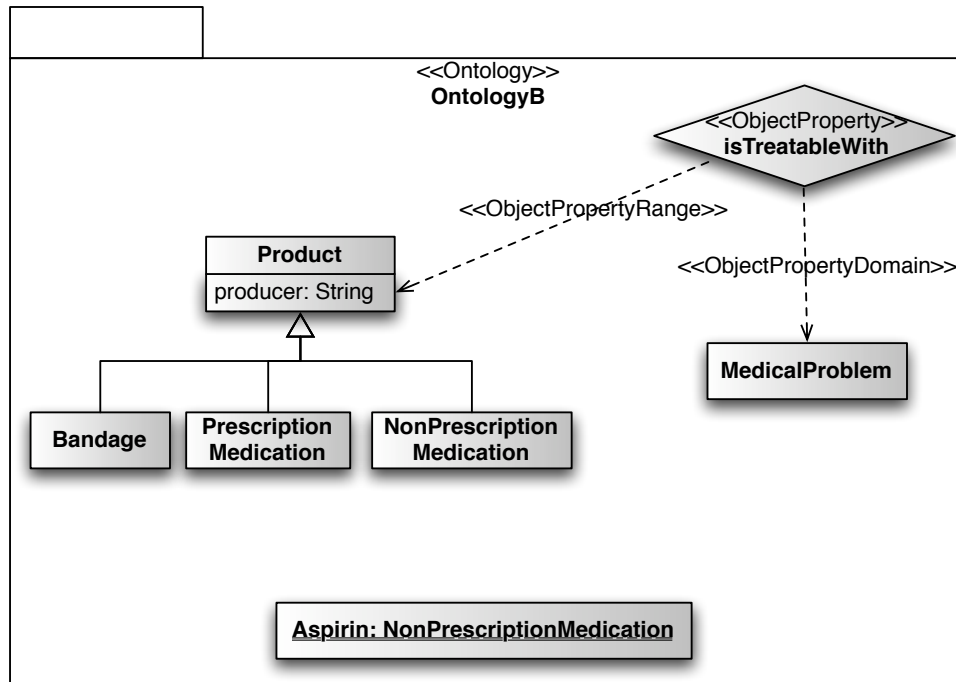 <<Ontology>>
OntologyB
<<ObjectProperty>>
isTreatableWith
<<ObjectPropertyRange>>
Product
producer: String
<<ObjectPropertyDomain>>
MedicalProblem
Bandage
Prescription
Medication
NonPrescription
Medication
Aspirin: NonPrescriptionMedication